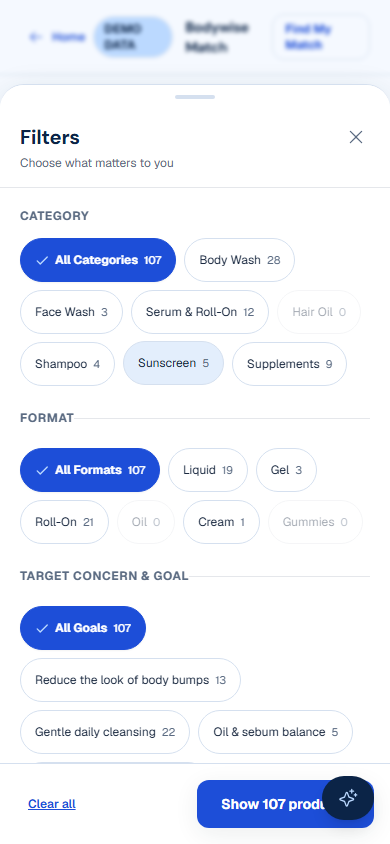 Home
DEMO DATA
Bodywise Match
Find My Match
Filters
Choose what matters to you
CATEGORY
All Categories 107
Body Wash 28
Face Wash 3
Serum & Roll-On 12
Hair Oil 0
Shampoo 4
Sunscreen 5
Supplements 9
FORMAT
All Formats 107
Liquid 19
Gel 3
Roll-On 21
Oil 0
Cream 1
Gummies 0
TARGET CONCERN & GOAL
All Goals 107
Reduce the look of body bumps 13
Gentle daily cleansing 22
Oil & sebum balance 5
Clear all
Show 107